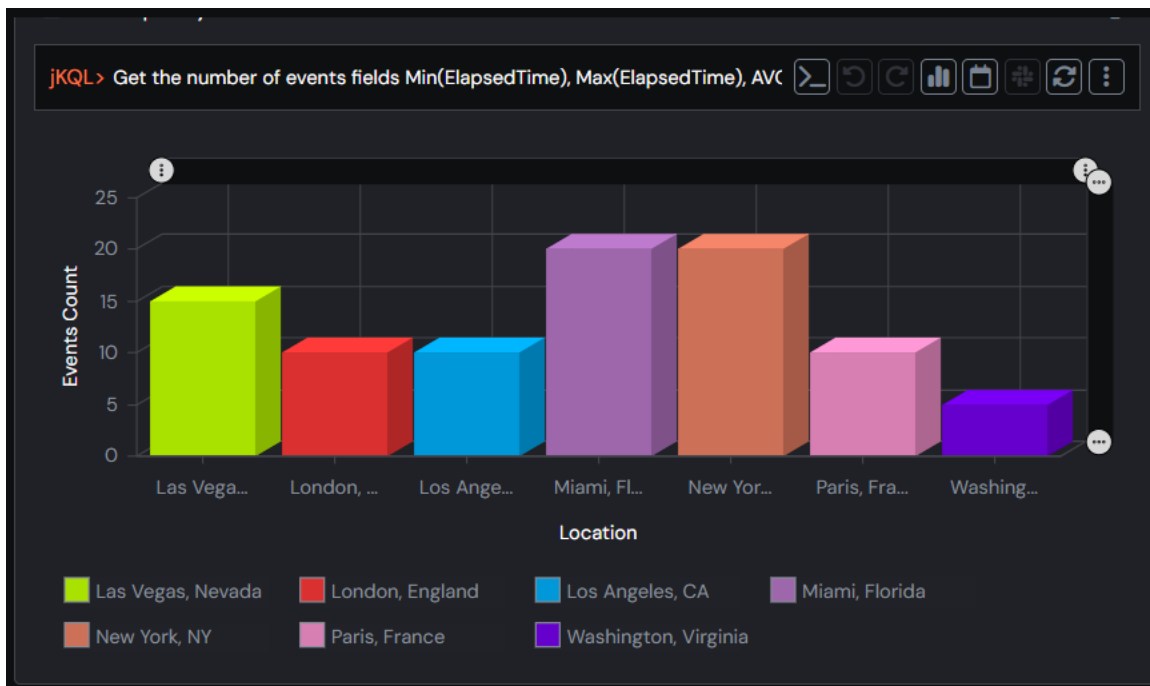 jKQL> Get the number of events fields Min(ElapsedTime), Max(ElapsedTime), AVG
25
20
15
10
5
0
Events Count
Las Vega... London, ... Los Ange... Miami, Fl... New Yor... Paris, Fra... Washing...
Location
Las Vegas, Nevada London, England Los Angeles, CA Miami, Florida
New York, NY Paris, France Washington, Virginia